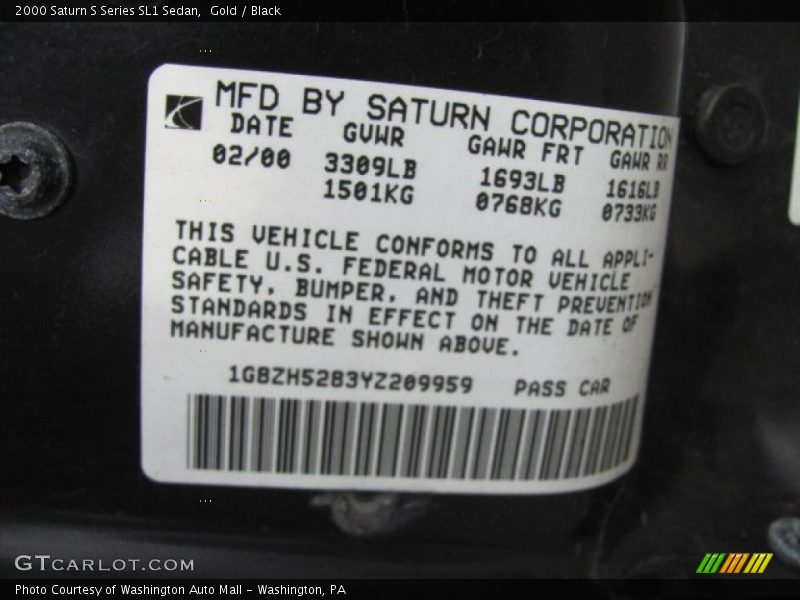 2000 Saturn S Series SL1 Sedan,  Gold / Black
MFD BY SATURN CORPORATION
DATE GVWR GAWR FRT GAWR RR
02/00 3309LB 1693LB 1616LB
1501KG 0768KG 0733KG
THIS VEHICLE CONFORMS TO ALL APPLI-
CABLE U.S. FEDERAL MOTOR VEHICLE
SAFETY, BUMPER, AND THEFT PREVENTION
STANDARDS IN EFFECT ON THE DATE OF
MANUFACTURE SHOWN ABOVE.
1G8ZH5283YZ209959 PASS CAR
GTCARLOT.COM
Photo Courtesy of Washington Auto Mall - Washington, PA